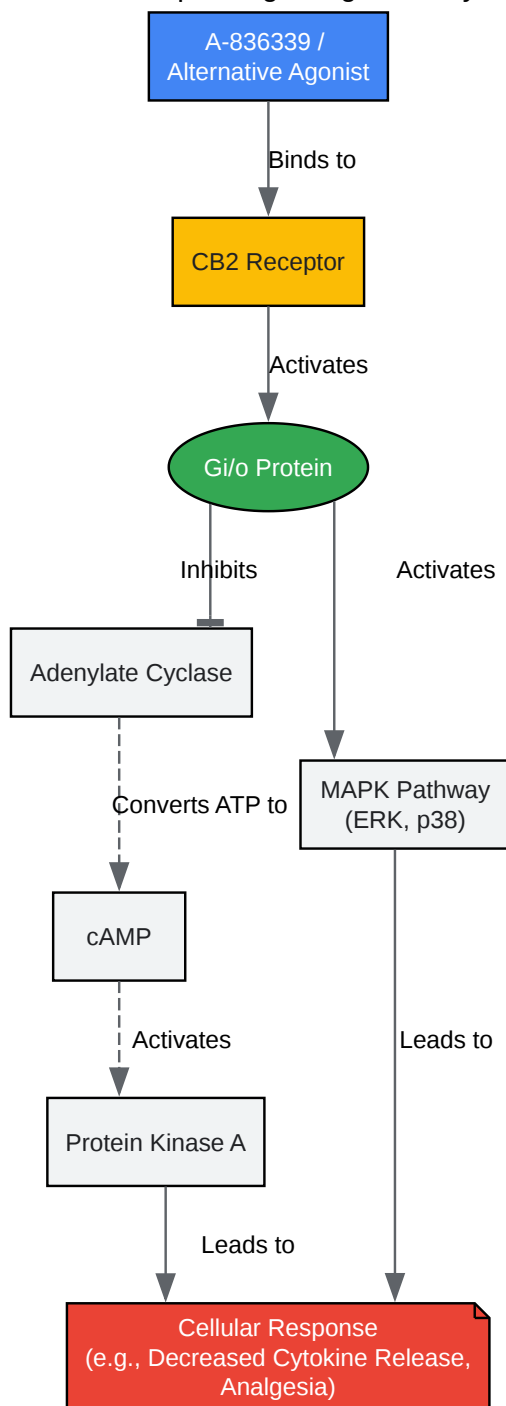 A-836339 /
Alternative Agonist
Binds to
CB2 Receptor
Activates
Gi/o Protein
Inhibits
Activates
Adenylate Cyclase
Converts ATP to
MAPK Pathway
(ERK, p38)
cAMP
Activates
Leads to
Protein Kinase A
Leads to
Cellular Response
(e.g., Decreased Cytokine Release,
Analgesia)